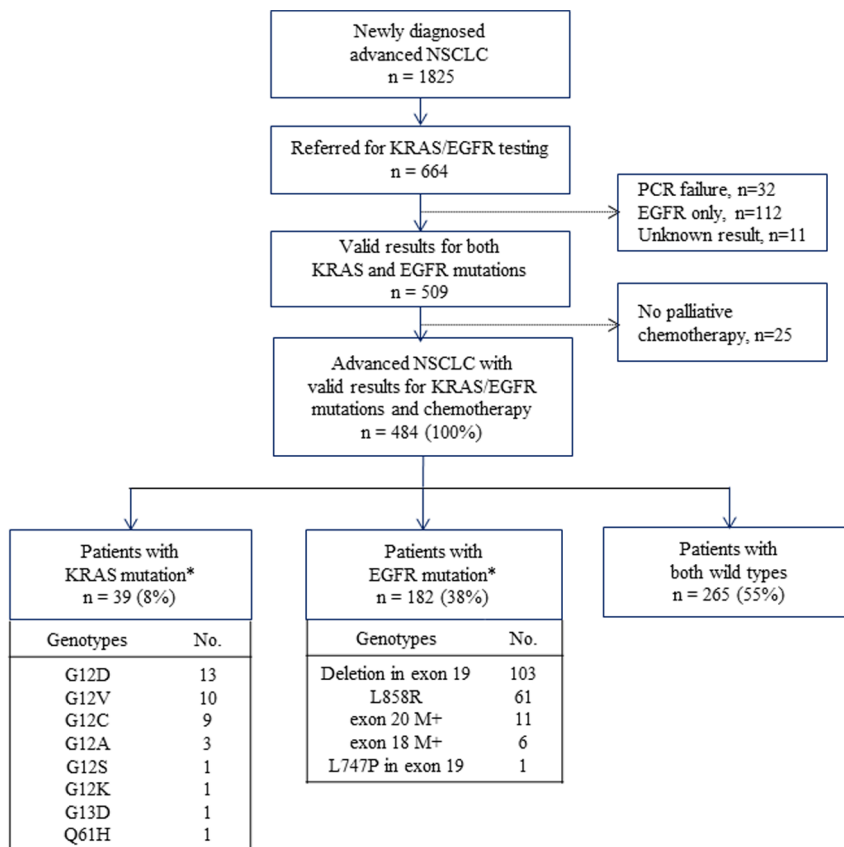 Newly diagnosed
advanced NSCLC
n = 1825
Referred for KRAS/EGFR testing
n = 664
PCR failure, n=32
EGFR only,  n=112
Unknown result, n=11
Valid results for both
KRAS and EGFR mutations
n = 509
No palliative
chemotherapy, n=25
Advanced NSCLC with
valid results for KRAS/EGFR
mutations and chemotherapy
n = 484 (100%)
Patients with
KRAS mutation*
n = 39 (8%)
Genotypes No.
G12D 13
G12V 10
G12C 9
G12A 3
G12S 1
G12K 1
G13D 1
Q61H 1
Patients with
EGFR mutation*
n = 182 (38%)
Genotypes No.
Deletion in exon 19 103
L858R 61
exon 20 M+ 11
exon 18 M+ 6
L747P in exon 19 1
Patients with
both wild types
n = 265 (55%)